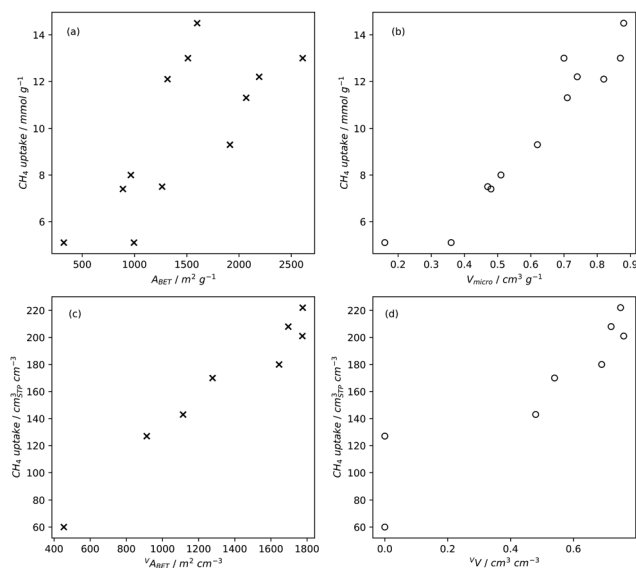 (a)
14
12
10
8
6
CH4 uptake / mmol g−1
500 1000 1500 2000 2500
ABET / m2 g−1
(b)
14
12
10
8
6
CH4 uptake / mmol g−1
0.2 0.3 0.4 0.5 0.6 0.7 0.8 0.9
Vmicro / cm3 g−1
(c)
220
200
180
160
140
120
100
80
60
CH4 uptake / cm3STP cm−3
400 600 800 1000 1200 1400 1600 1800
VABET / m2 cm−3
(d)
220
200
180
160
140
120
100
80
60
CH4 uptake / cm3STP cm−3
0.0 0.2 0.4 0.6
VV / cm3 cm−3